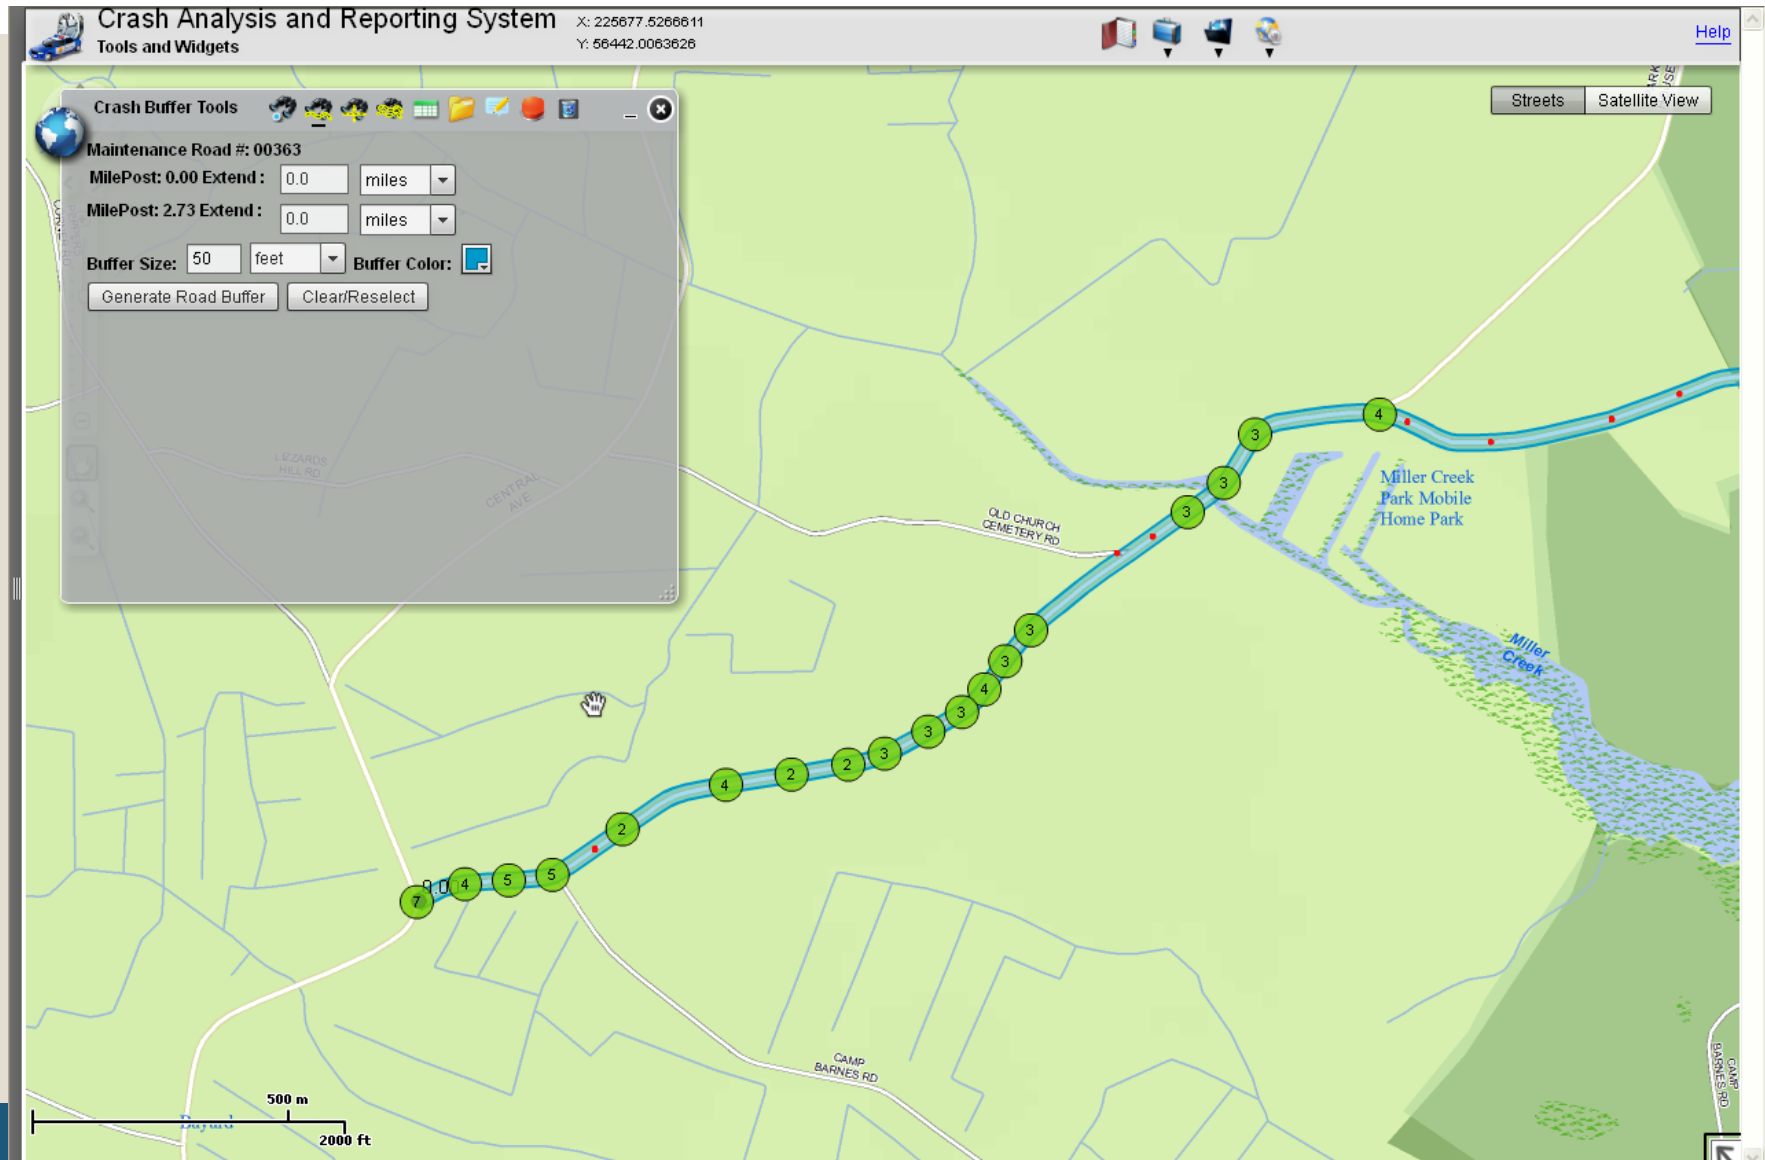 Crash Analysis and Reporting System
Tools and Widgets
X: 225677.5266611
Y: 56442.0063626
Help
Streets
Satellite View
Crash Buffer Tools
Maintenance Road #: 00363
MilePost: 0.00 Extend :
0.0
miles
MilePost: 2.73 Extend :
0.0
miles
Buffer Size:
50
feet
Buffer Color:
Generate Road Buffer
Clear/Reselect
LIZZARDS
HILL RD
CENTRAL
AVE
OLD CHURCH
CEMETERY RD
4
3
3
3
Miller Creek
Park Mobile
Home Park
3
3
4
3
3
3
2
2
4
2
5
5
4
7
Miller
Creek
CAMP
BARNES RD
CAMP
BARNES RD
Bayard
500 m
2000 ft